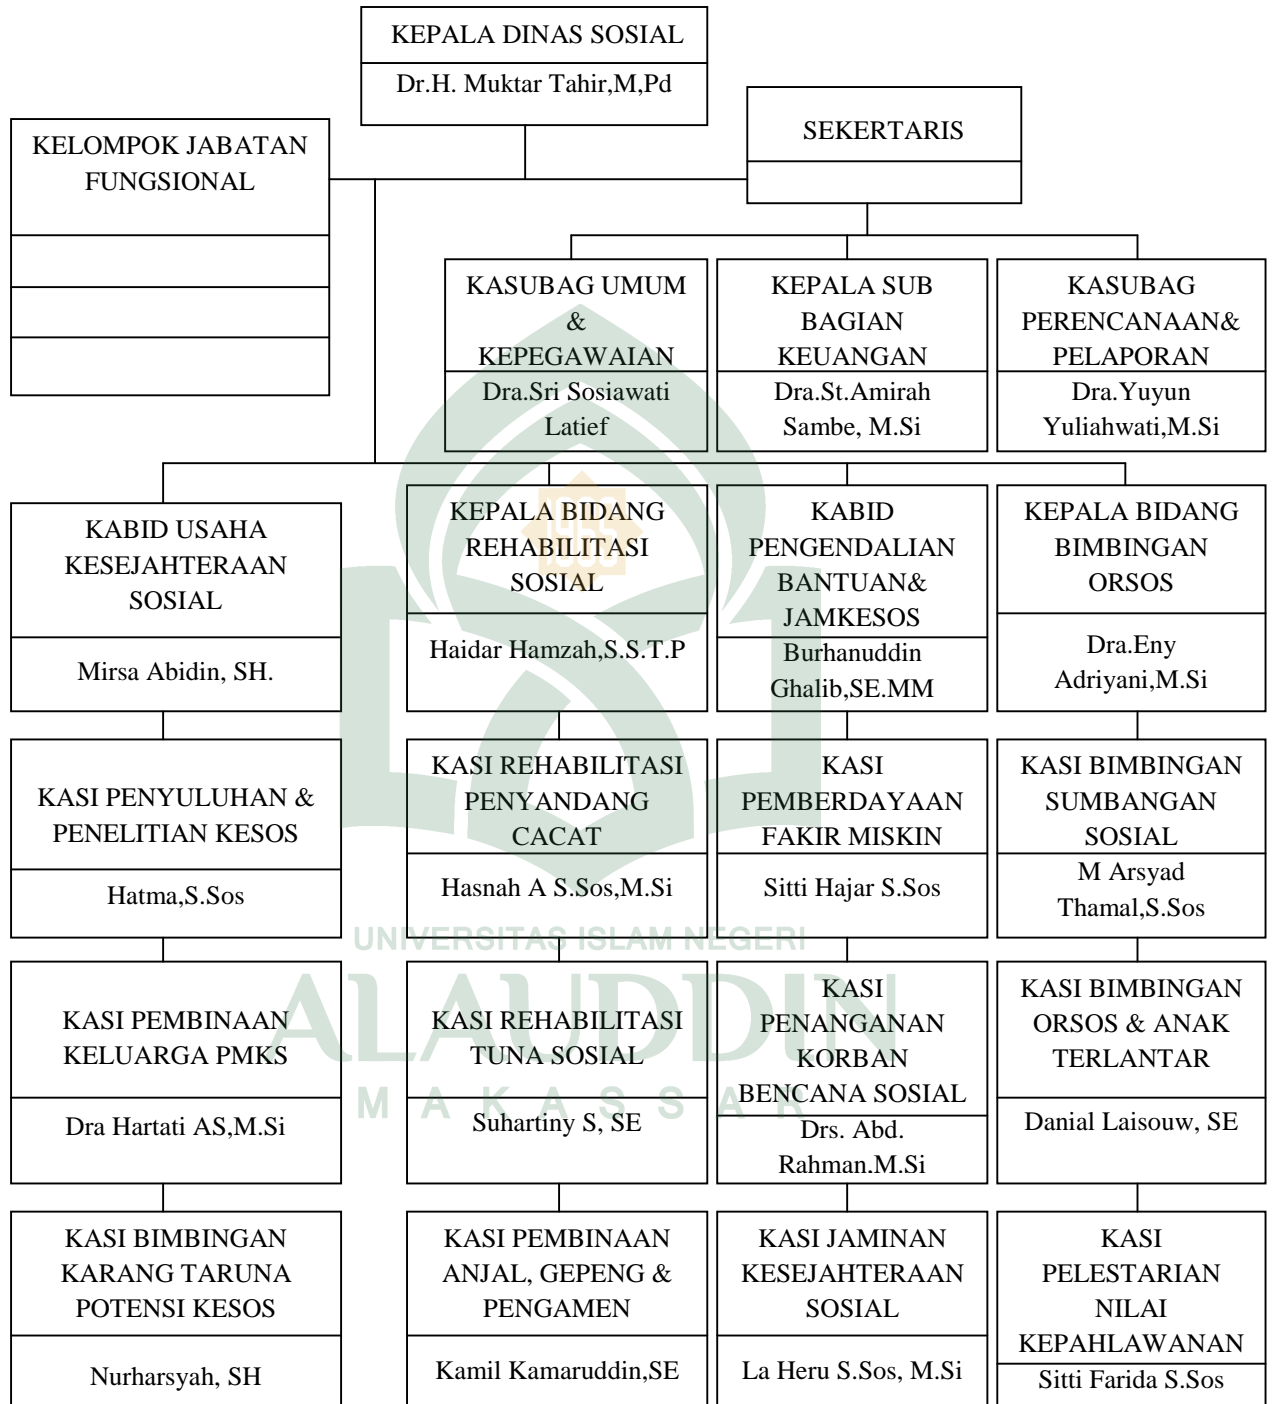 KEPALA DINAS SOSIAL
Dr.H. Muktar Tahir,M,Pd
SEKERTARIS
KELOMPOK JABATAN
FUNGSIONAL
KASUBAG UMUM
&
KEPEGAWAIAN
Dra.Sri Sosiawati
Latief
KEPALA SUB
BAGIAN
KEUANGAN
Dra.St.Amirah
Sambe, M.Si
KASUBAG
PERENCANAAN&
PELAPORAN
Dra.Yuyun
Yuliahwati,M.Si
KABID USAHA
KESEJAHTERAAN
SOSIAL
Mirsa Abidin, SH.
KEPALA BIDANG
REHABILITASI
SOSIAL
Haidar Hamzah,S.S.T.P
KABID
PENGENDALIAN
BANTUAN&
JAMKESOS
Burhanuddin
Ghalib,SE.MM
KEPALA BIDANG
BIMBINGAN
ORSOS
Dra.Eny
Adriyani,M.Si
KASI PENYULUHAN &
PENELITIAN KESOS
Hatma,S.Sos
KASI REHABILITASI
PENYANDANG
CACAT
Hasnah A S.Sos,M.Si
KASI
PEMBERDAYAAN
FAKIR MISKIN
Sitti Hajar S.Sos
KASI BIMBINGAN
SUMBANGAN
SOSIAL
M Arsyad
Thamal,S.Sos
KASI PEMBINAAN
KELUARGA PMKS
Dra Hartati AS,M.Si
KASI REHABILITASI
TUNA SOSIAL
Suhartiny S, SE
KASI
PENANGANAN
KORBAN
BENCANA SOSIAL
Drs. Abd.
Rahman.M.Si
KASI BIMBINGAN
ORSOS & ANAK
TERLANTAR
Danial Laisouw, SE
KASI BIMBINGAN
KARANG TARUNA
POTENSI KESOS
Nurharsyah, SH
KASI PEMBINAAN
ANJAL, GEPENG &
PENGAMEN
Kamil Kamaruddin,SE
KASI JAMINAN
KESEJAHTERAAN
SOSIAL
La Heru S.Sos, M.Si
KASI
PELESTARIAN
NILAI
KEPAHLAWANAN
Sitti Farida S.Sos
1965
UNIVERSITAS ISLAM NEGERI
ALAUDDIN
MAKASSAR